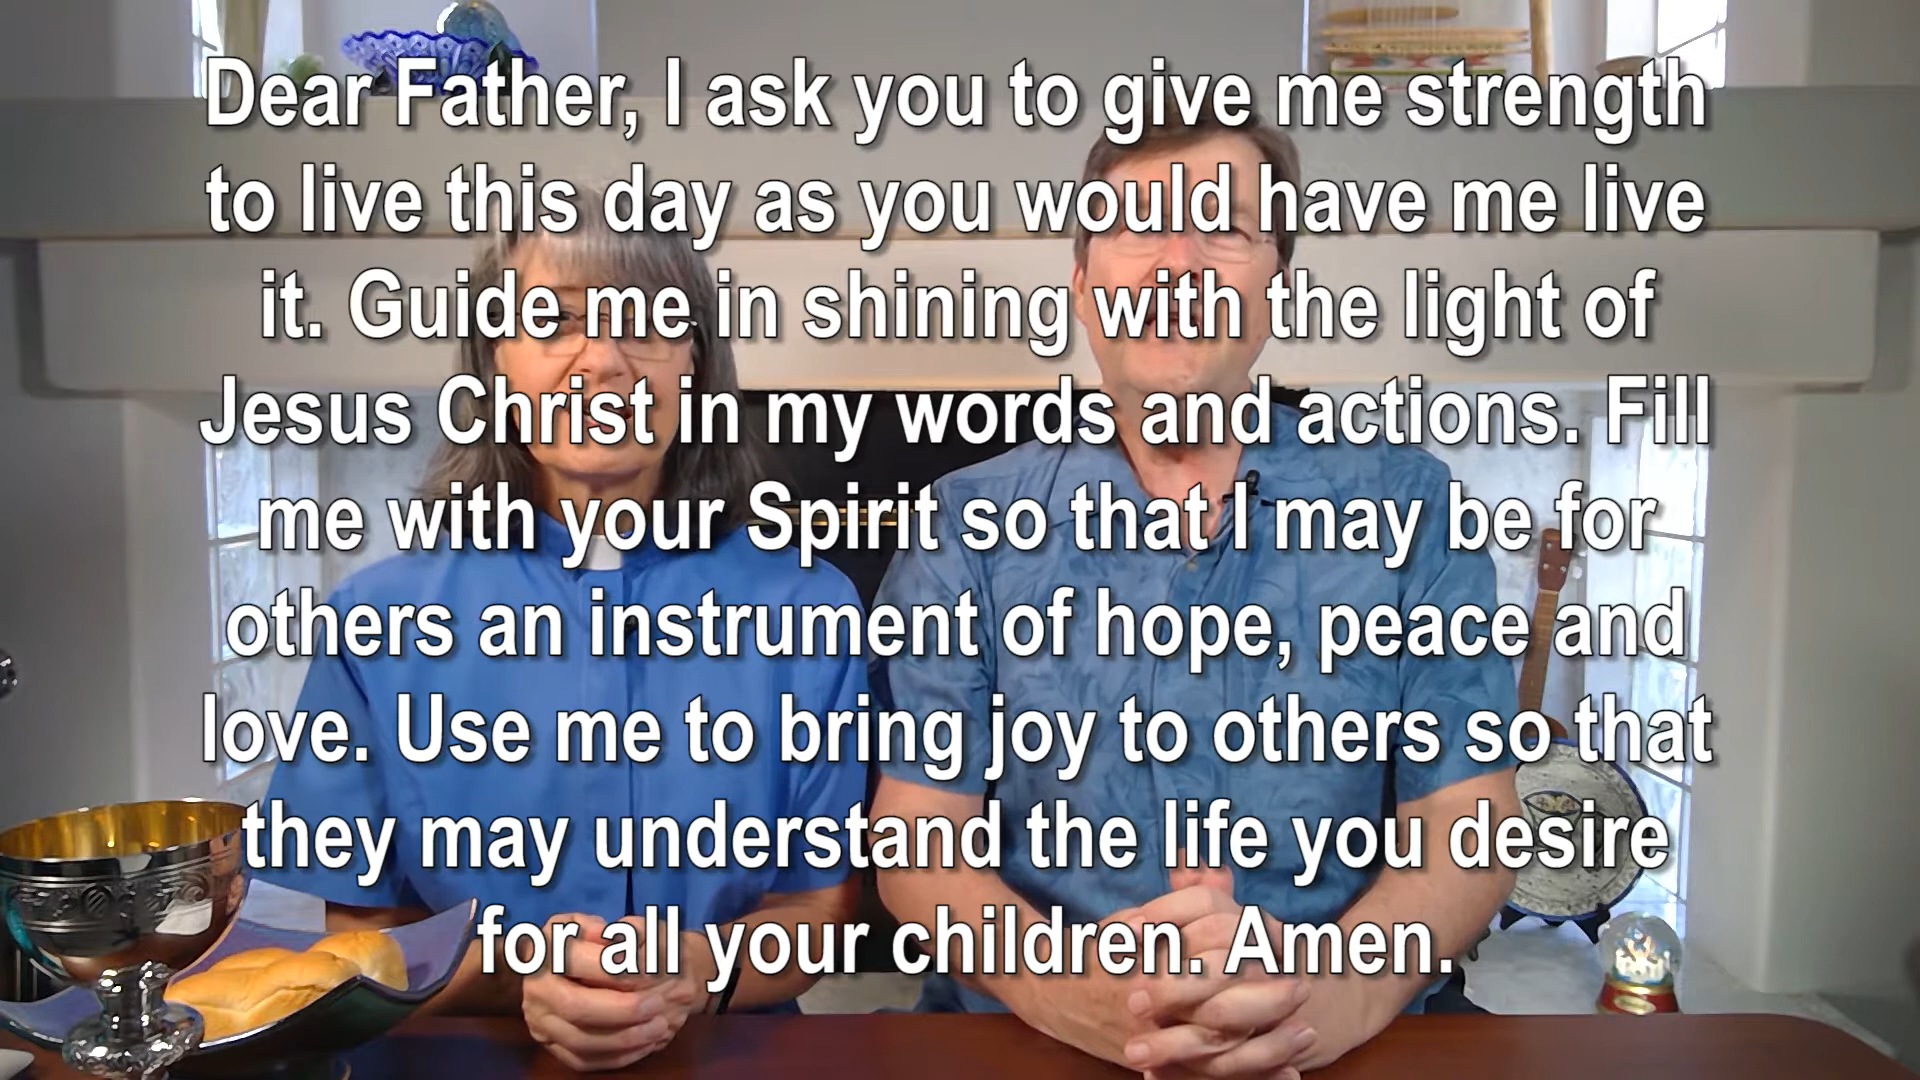 Dear Father, I ask you to give me strength
to live this day as you would have me live
it. Guide me in shining with the light of
Jesus Christ in my words and actions. Fill
me with your Spirit so that I may be for
others an instrument of hope, peace and
love. Use me to bring joy to others so that
they may understand the life you desire
for all your children. Amen.